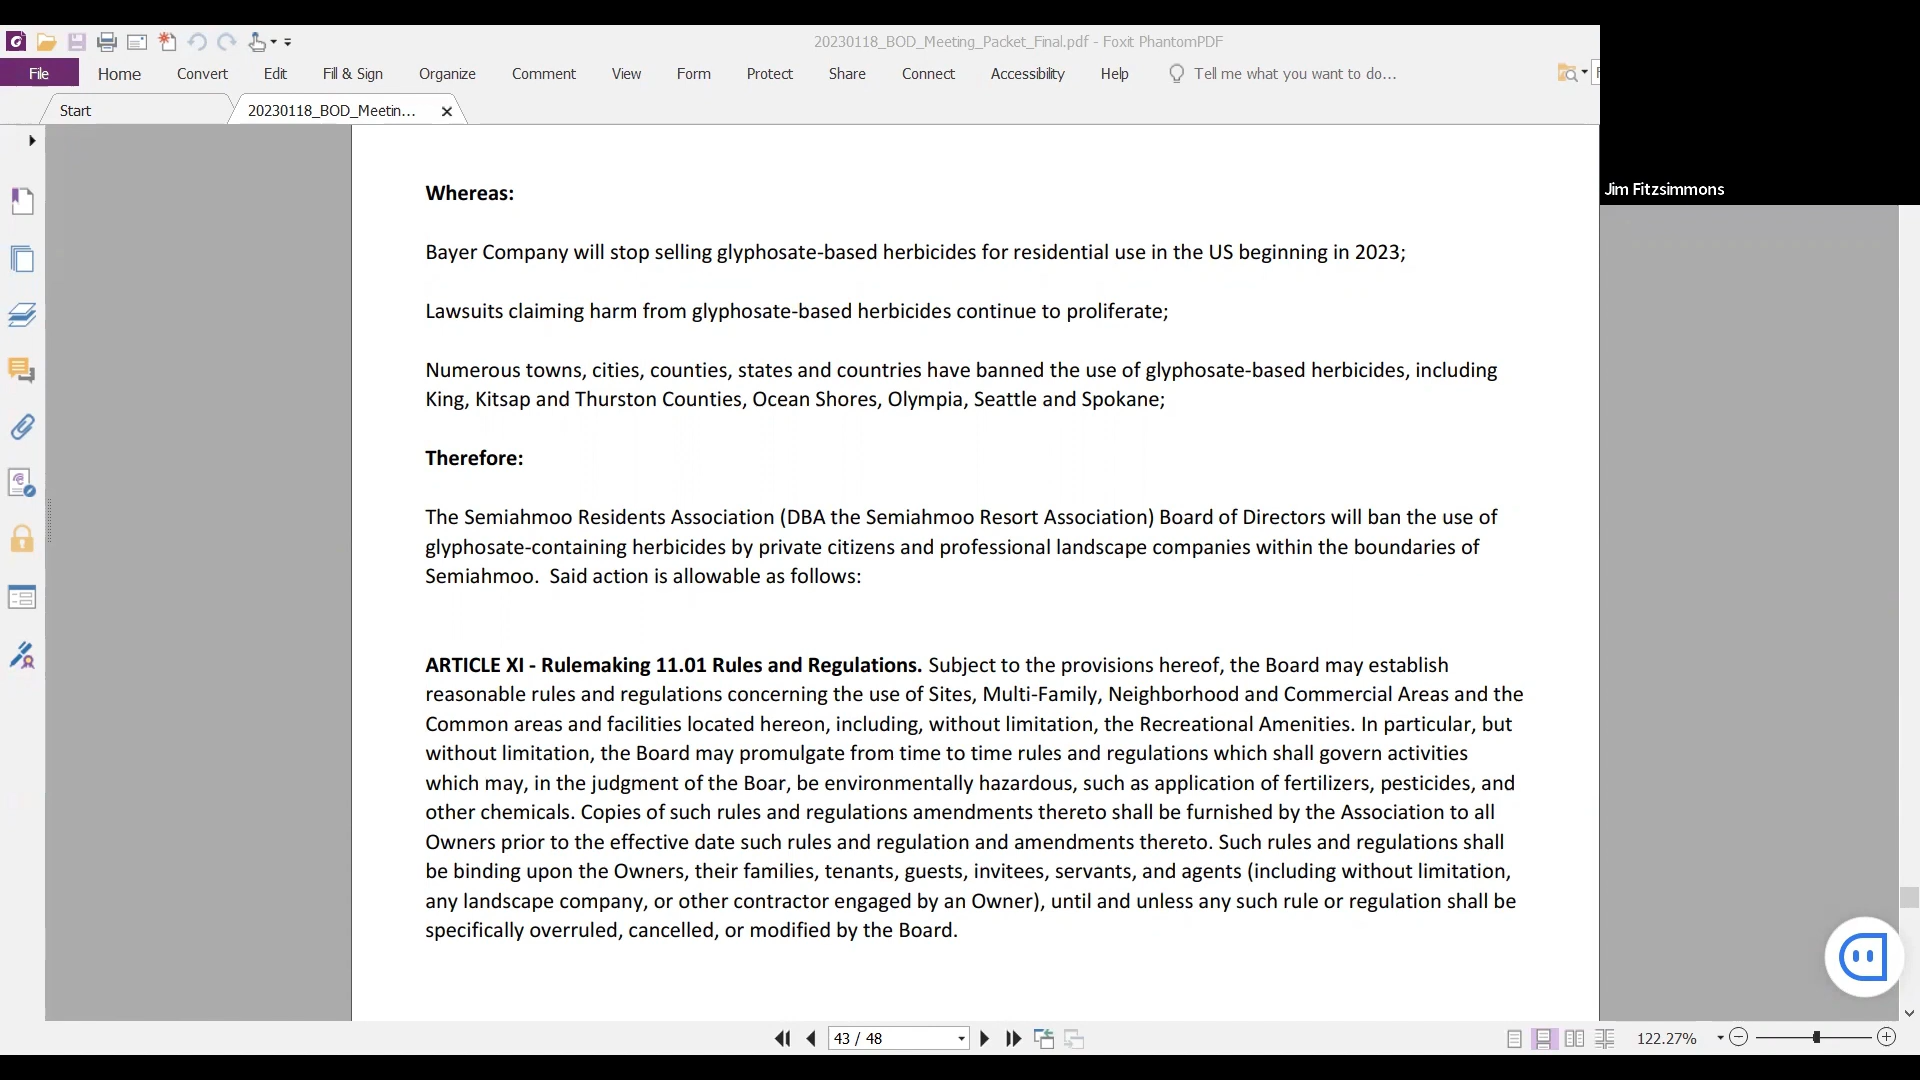 20230118_BOD_Meeting_Packet_Final.pdf - Foxit PhantomPDF
File Home Convert Edit Fill & Sign Organize Comment View Form Protect Share Connect Accessibility Help Tell me what you want to do...
Start 20230118_BOD_Meetin...
Jim Fitzsimmons
Whereas:
Bayer Company will stop selling glyphosate-based herbicides for residential use in the US beginning in 2023;
Lawsuits claiming harm from glyphosate-based herbicides continue to proliferate;
Numerous towns, cities, counties, states and countries have banned the use of glyphosate-based herbicides, including
King, Kitsap and Thurston Counties, Ocean Shores, Olympia, Seattle and Spokane;
Therefore:
The Semiahmoo Residents Association (DBA the Semiahmoo Resort Association) Board of Directors will ban the use of
glyphosate-containing herbicides by private citizens and professional landscape companies within the boundaries of
Semiahmoo.  Said action is allowable as follows:
ARTICLE XI - Rulemaking 11.01 Rules and Regulations. Subject to the provisions hereof, the Board may establish
reasonable rules and regulations concerning the use of Sites, Multi-Family, Neighborhood and Commercial Areas and the
Common areas and facilities located hereon, including, without limitation, the Recreational Amenities. In particular, but
without limitation, the Board may promulgate from time to time rules and regulations which shall govern activities
which may, in the judgment of the Boar, be environmentally hazardous, such as application of fertilizers, pesticides, and
other chemicals. Copies of such rules and regulations amendments thereto shall be furnished by the Association to all
Owners prior to the effective date such rules and regulation and amendments thereto. Such rules and regulations shall
be binding upon the Owners, their families, tenants, guests, invitees, servants, and agents (including without limitation,
any landscape company, or other contractor engaged by an Owner), until and unless any such rule or regulation shall be
specifically overruled, cancelled, or modified by the Board.
43 / 48
122.27%